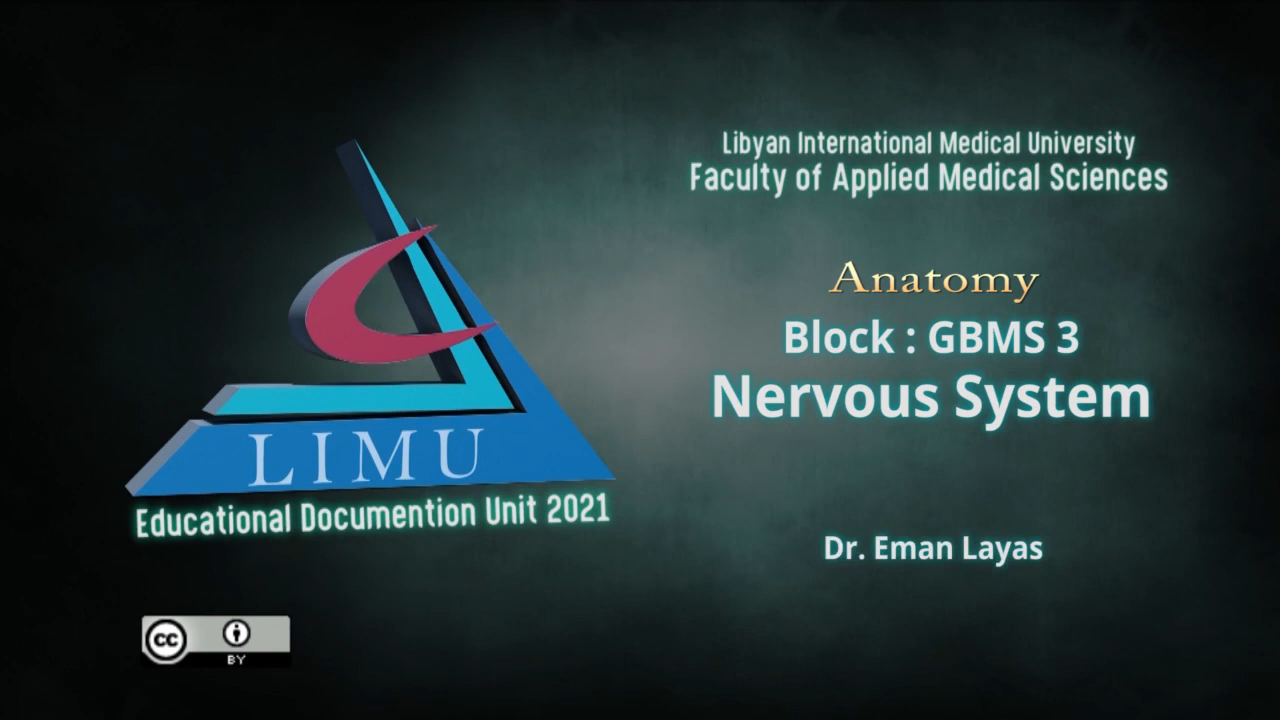 Libyan International Medical University
Faculty of Applied Medical Sciences
Anatomy
Block : GBMS 3
Nervous System
Dr. Eman Layas
LIMU
Educational Documention Unit 2021
cc
BY